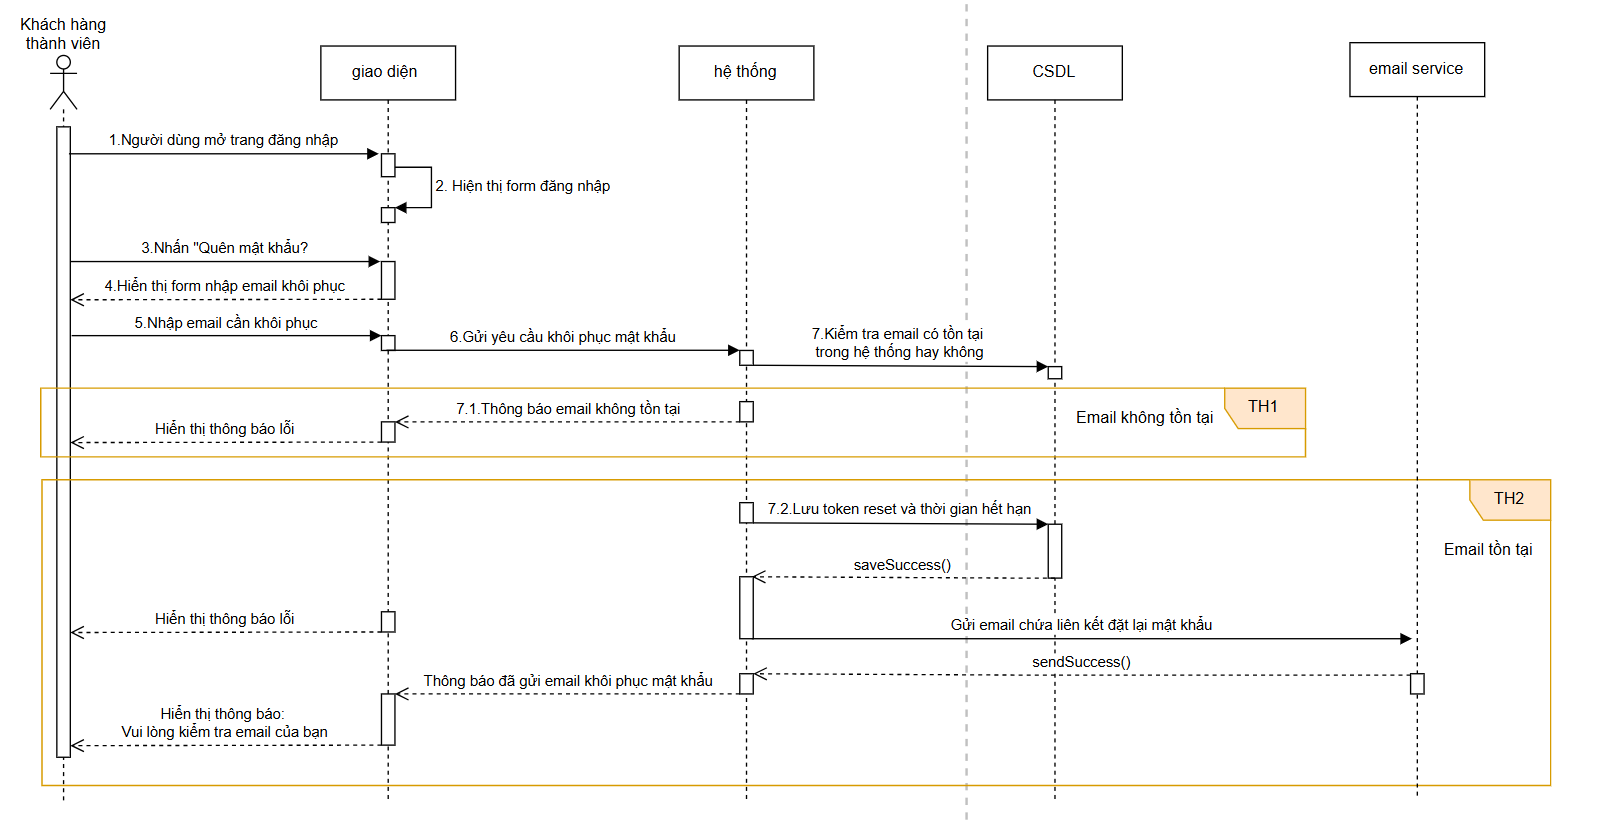 Khách hàng
thành viên
giao diện
hệ thống
CSDL
email service
1.Người dùng mở trang đăng nhập
2. Hiện thị form đăng nhập
3.Nhấn "Quên mật khẩu?
4.Hiển thị form nhập email khôi phục
5.Nhập email cần khôi phục
6.Gửi yêu cầu khôi phục mật khẩu
7.Kiểm tra email có tồn tại
trong hệ thống hay không
TH1
Email không tồn tại
7.1.Thông báo email không tồn tại
Hiển thị thông báo lỗi
TH2
Email tồn tại
7.2.Lưu token reset và thời gian hết hạn
saveSuccess()
Hiển thị thông báo lỗi
Gửi email chứa liên kết đặt lại mật khẩu
sendSuccess()
Thông báo đã gửi email khôi phục mật khẩu
Hiển thị thông báo:
Vui lòng kiểm tra email của bạn